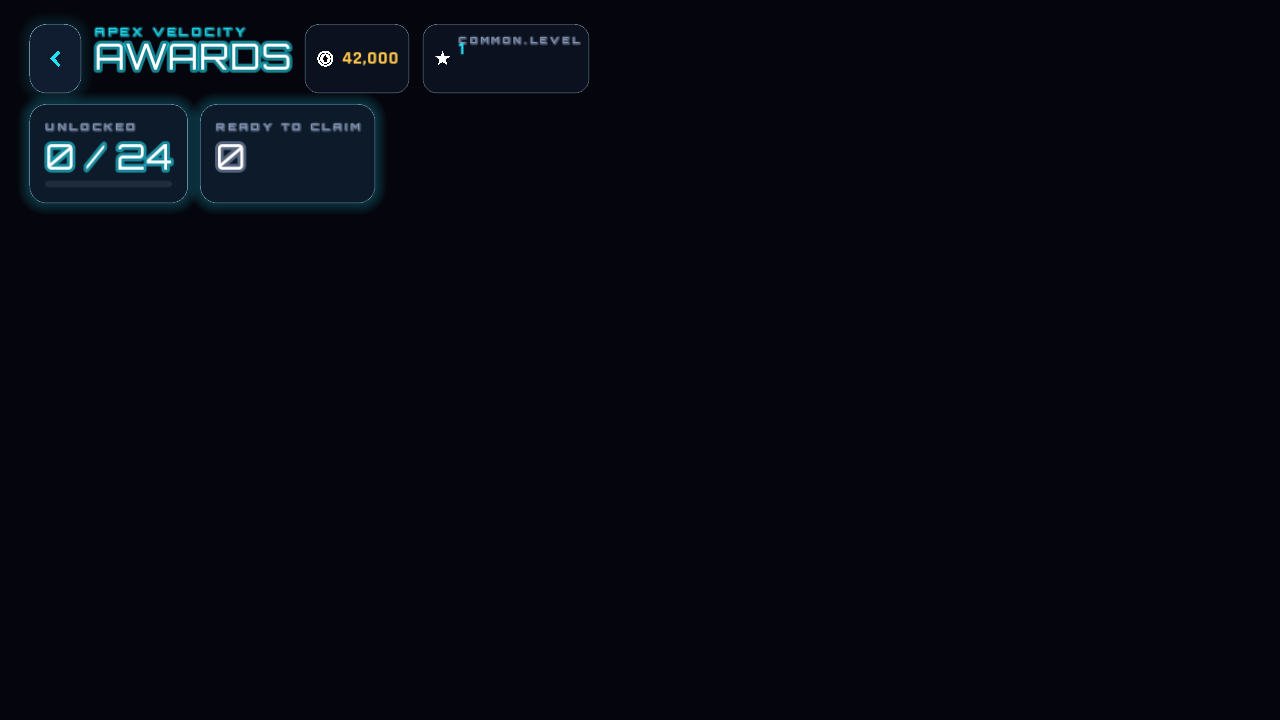 APEX VELOCITY
AWARDS
42,000
COMMON.LEVEL
1
UNLOCKED
0 / 24
READY TO CLAIM
0